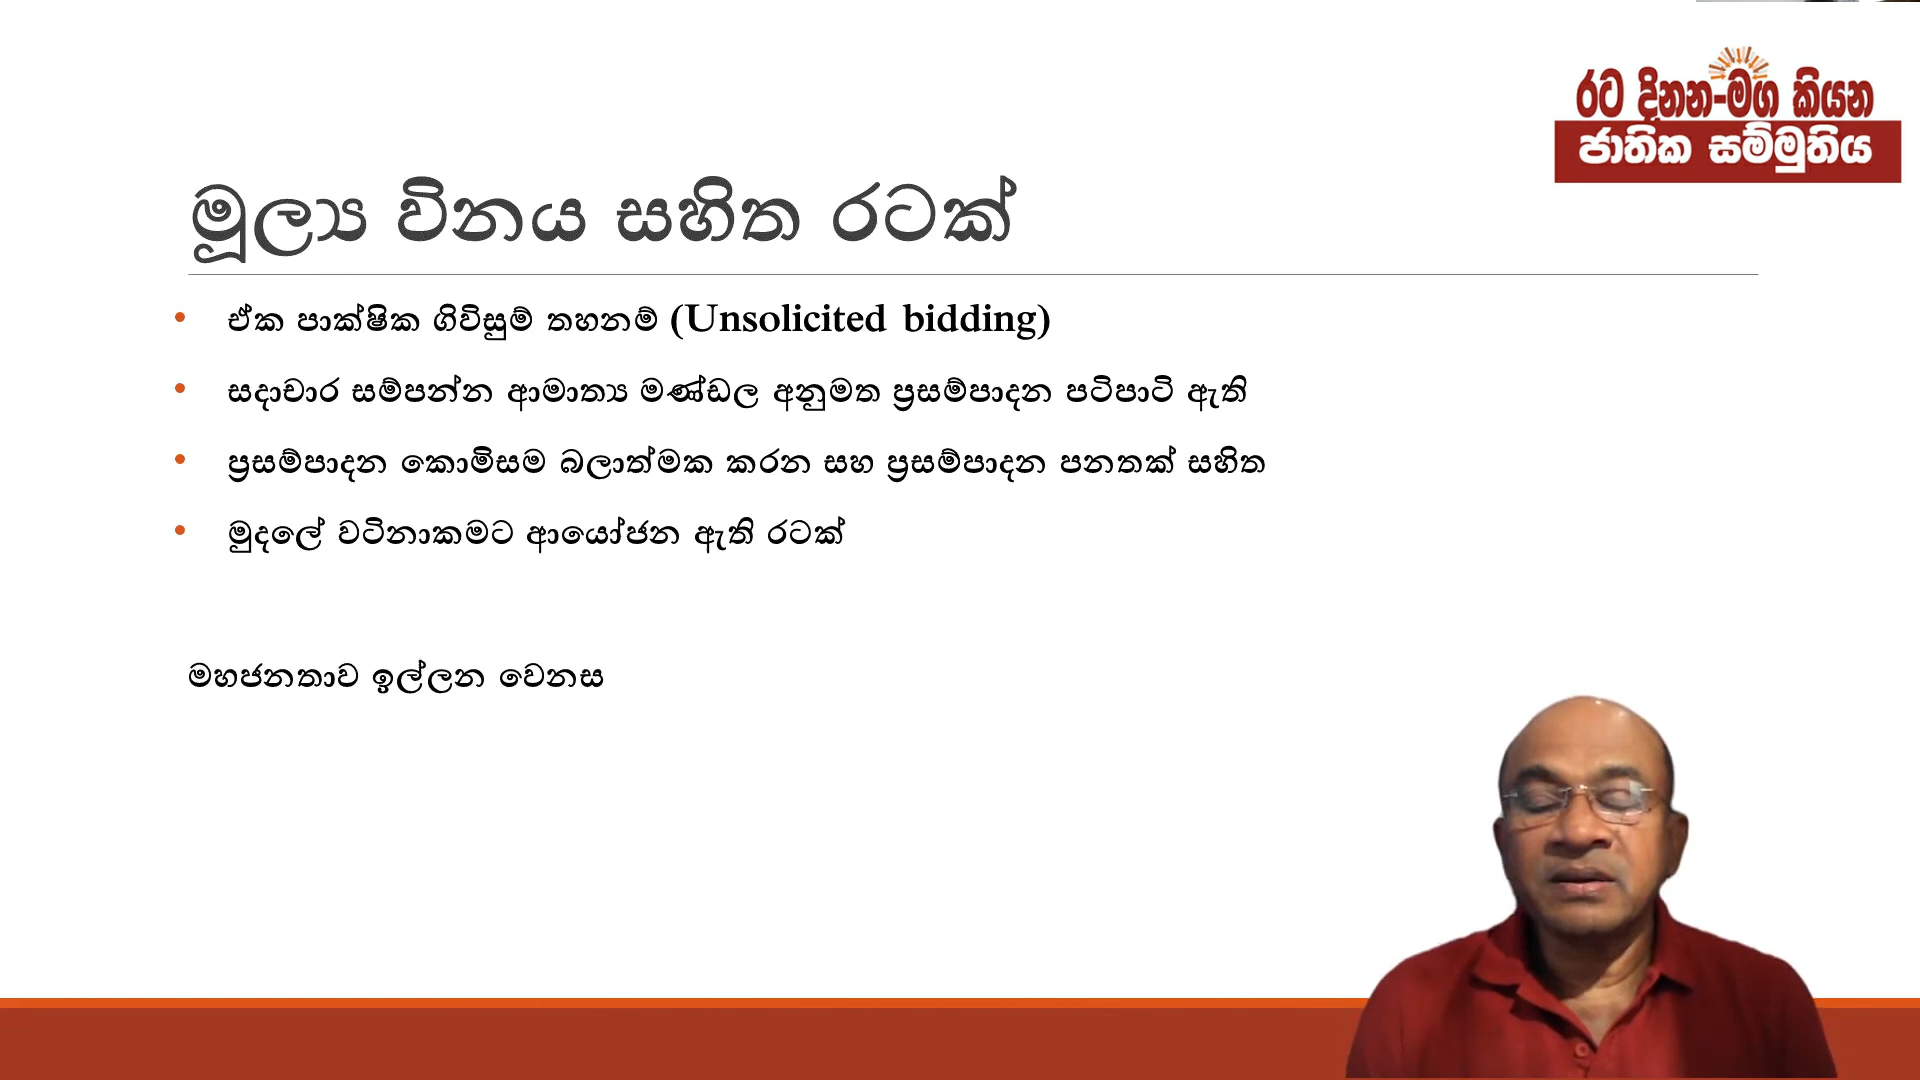 රට දිනන-මග කියන
ජාතික සම්මුතිය
මූල්‍ය විනය සහිත රටක්
• ඒක පාක්ෂික ගිවිසුම් තහනම් (Unsolicited bidding)
• සදාචාර සම්පන්න ආමාත්‍ය මණ්ඩල අනුමත ප්‍රසම්පාදන පටිපාටි ඇති
• ප්‍රසම්පාදන කොමිසම බලාත්මක කරන සහ ප්‍රසම්පාදන පනතක් සහිත
• මුදලේ වටිනාකමට ආයෝජන ඇති රටක්
මහජනතාව ඉල්ලන වෙනස